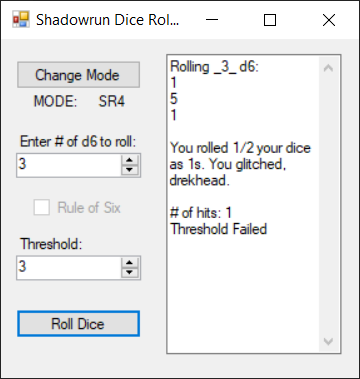 Shadowrun Dice Rol...
Change Mode
MODE: SR4
Enter # of d6 to roll:
3
Rule of Six
Threshold:
3
Roll Dice
Rolling _3_ d6:
1
5
1
You rolled 1/2 your dice
as 1s. You glitched,
drekhead.
# of hits: 1
Threshold Failed